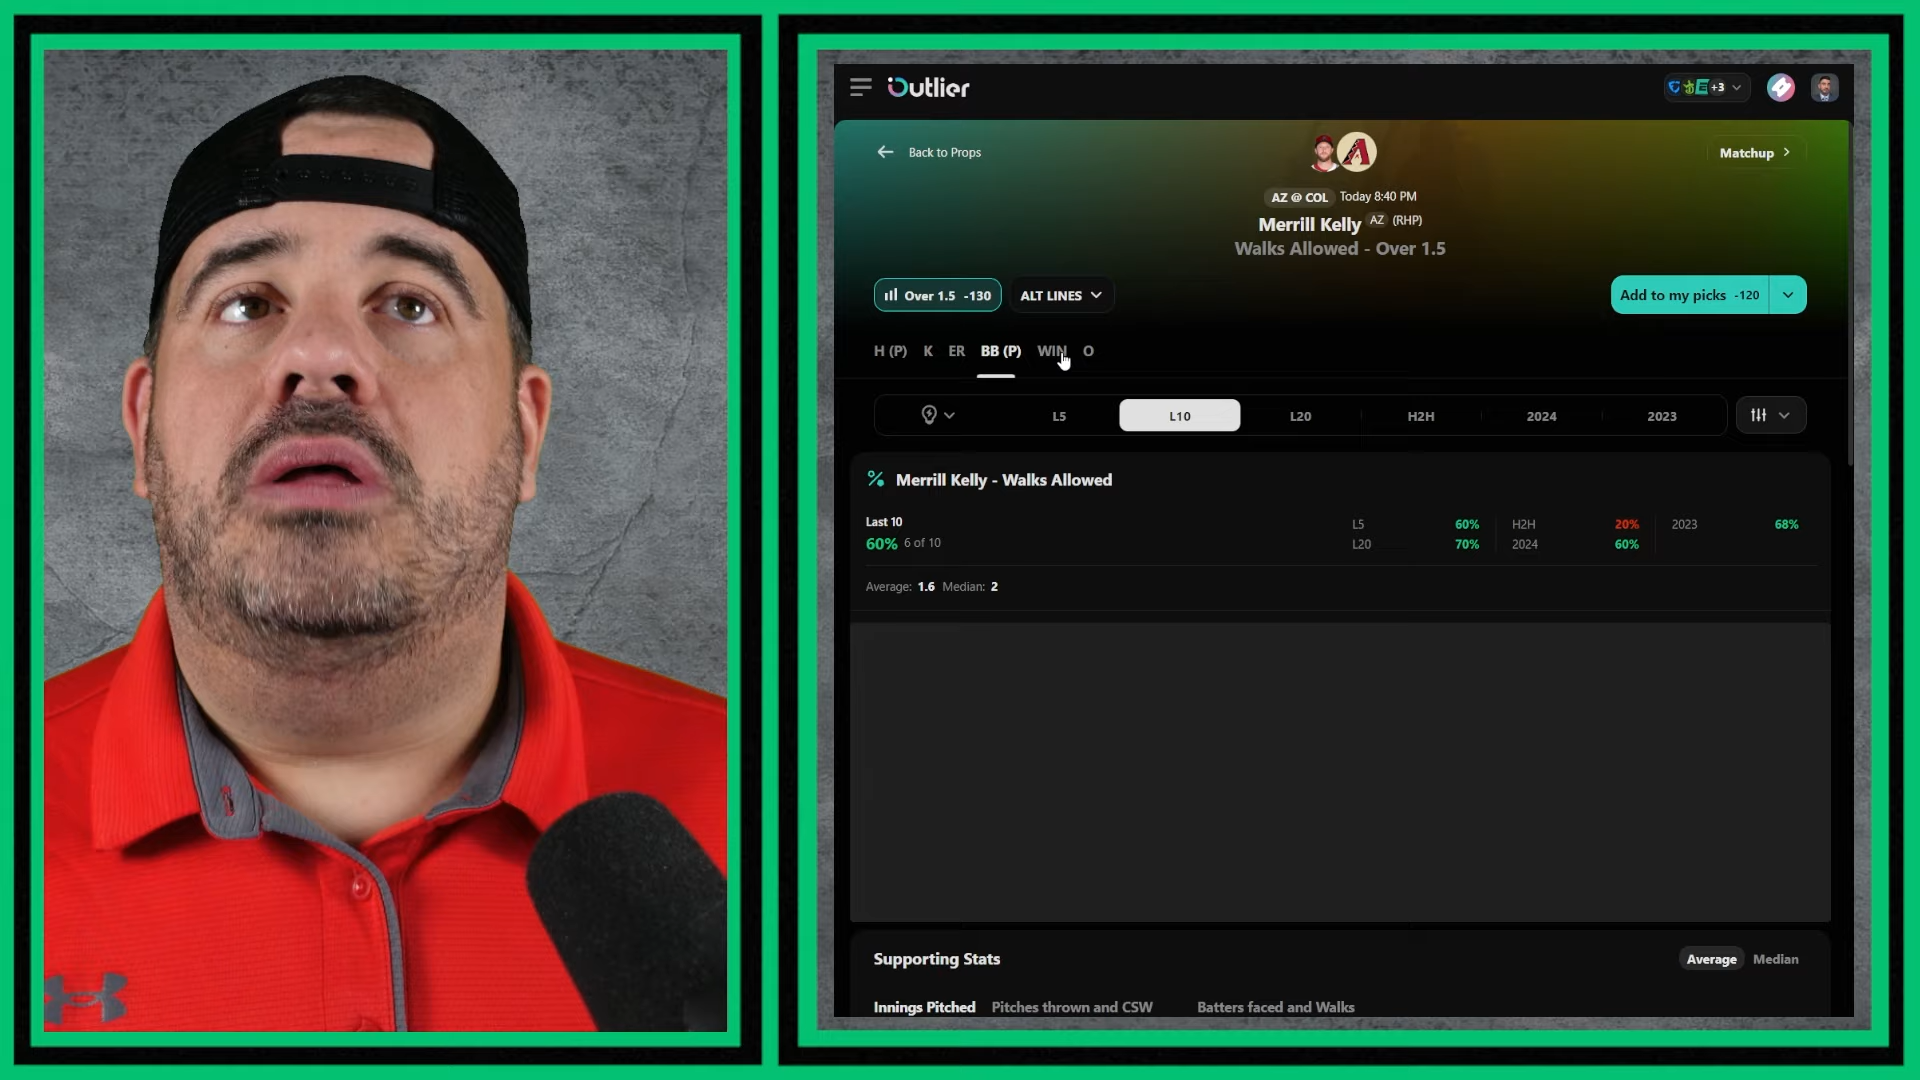 Outlier
+3
Back to Props
Matchup
AZ @ COL Today 8:40 PM
Merrill Kelly AZ (RHP)
Walks Allowed - Over 1.5
Over 1.5 -130
ALT LINES
Add to my picks -120
H (P) K ER BB (P) WIN O
L5 L10 L20 H2H 2024 2023
Merrill Kelly - Walks Allowed
Last 10
60% 6 of 10
L5 60% H2H 20% 2023 68%
L20 70% 2024 60%
Average: 1.6 Median: 2
Supporting Stats
Average Median
Innings Pitched Pitches thrown and CSW Batters faced and Walks